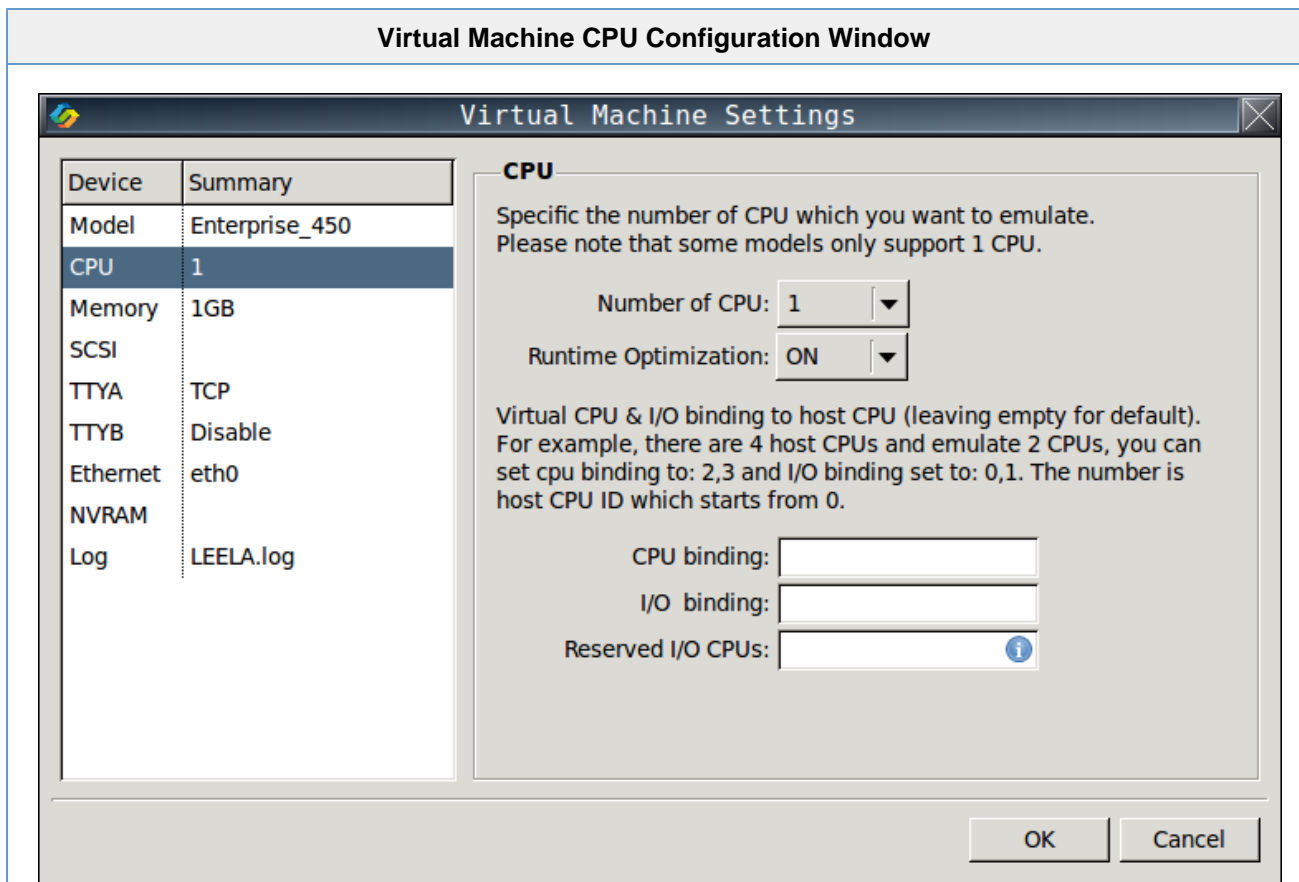 Virtual Machine CPU Configuration Window
Virtual Machine Settings
Device Summary
Model Enterprise_450
CPU 1
Memory 1GB
SCSI
TTYA TCP
TTYB Disable
Ethernet eth0
NVRAM
Log LEELA.log
CPU
Specific the number of CPU which you want to emulate.
Please note that some models only support 1 CPU.
Number of CPU: 1
Runtime Optimization: ON
Virtual CPU & I/O binding to host CPU (leaving empty for default).
For example, there are 4 host CPUs and emulate 2 CPUs, you can
set cpu binding to: 2,3 and I/O binding set to: 0,1. The number is
host CPU ID which starts from 0.
CPU binding:
I/O binding:
Reserved I/O CPUs:
OK Cancel